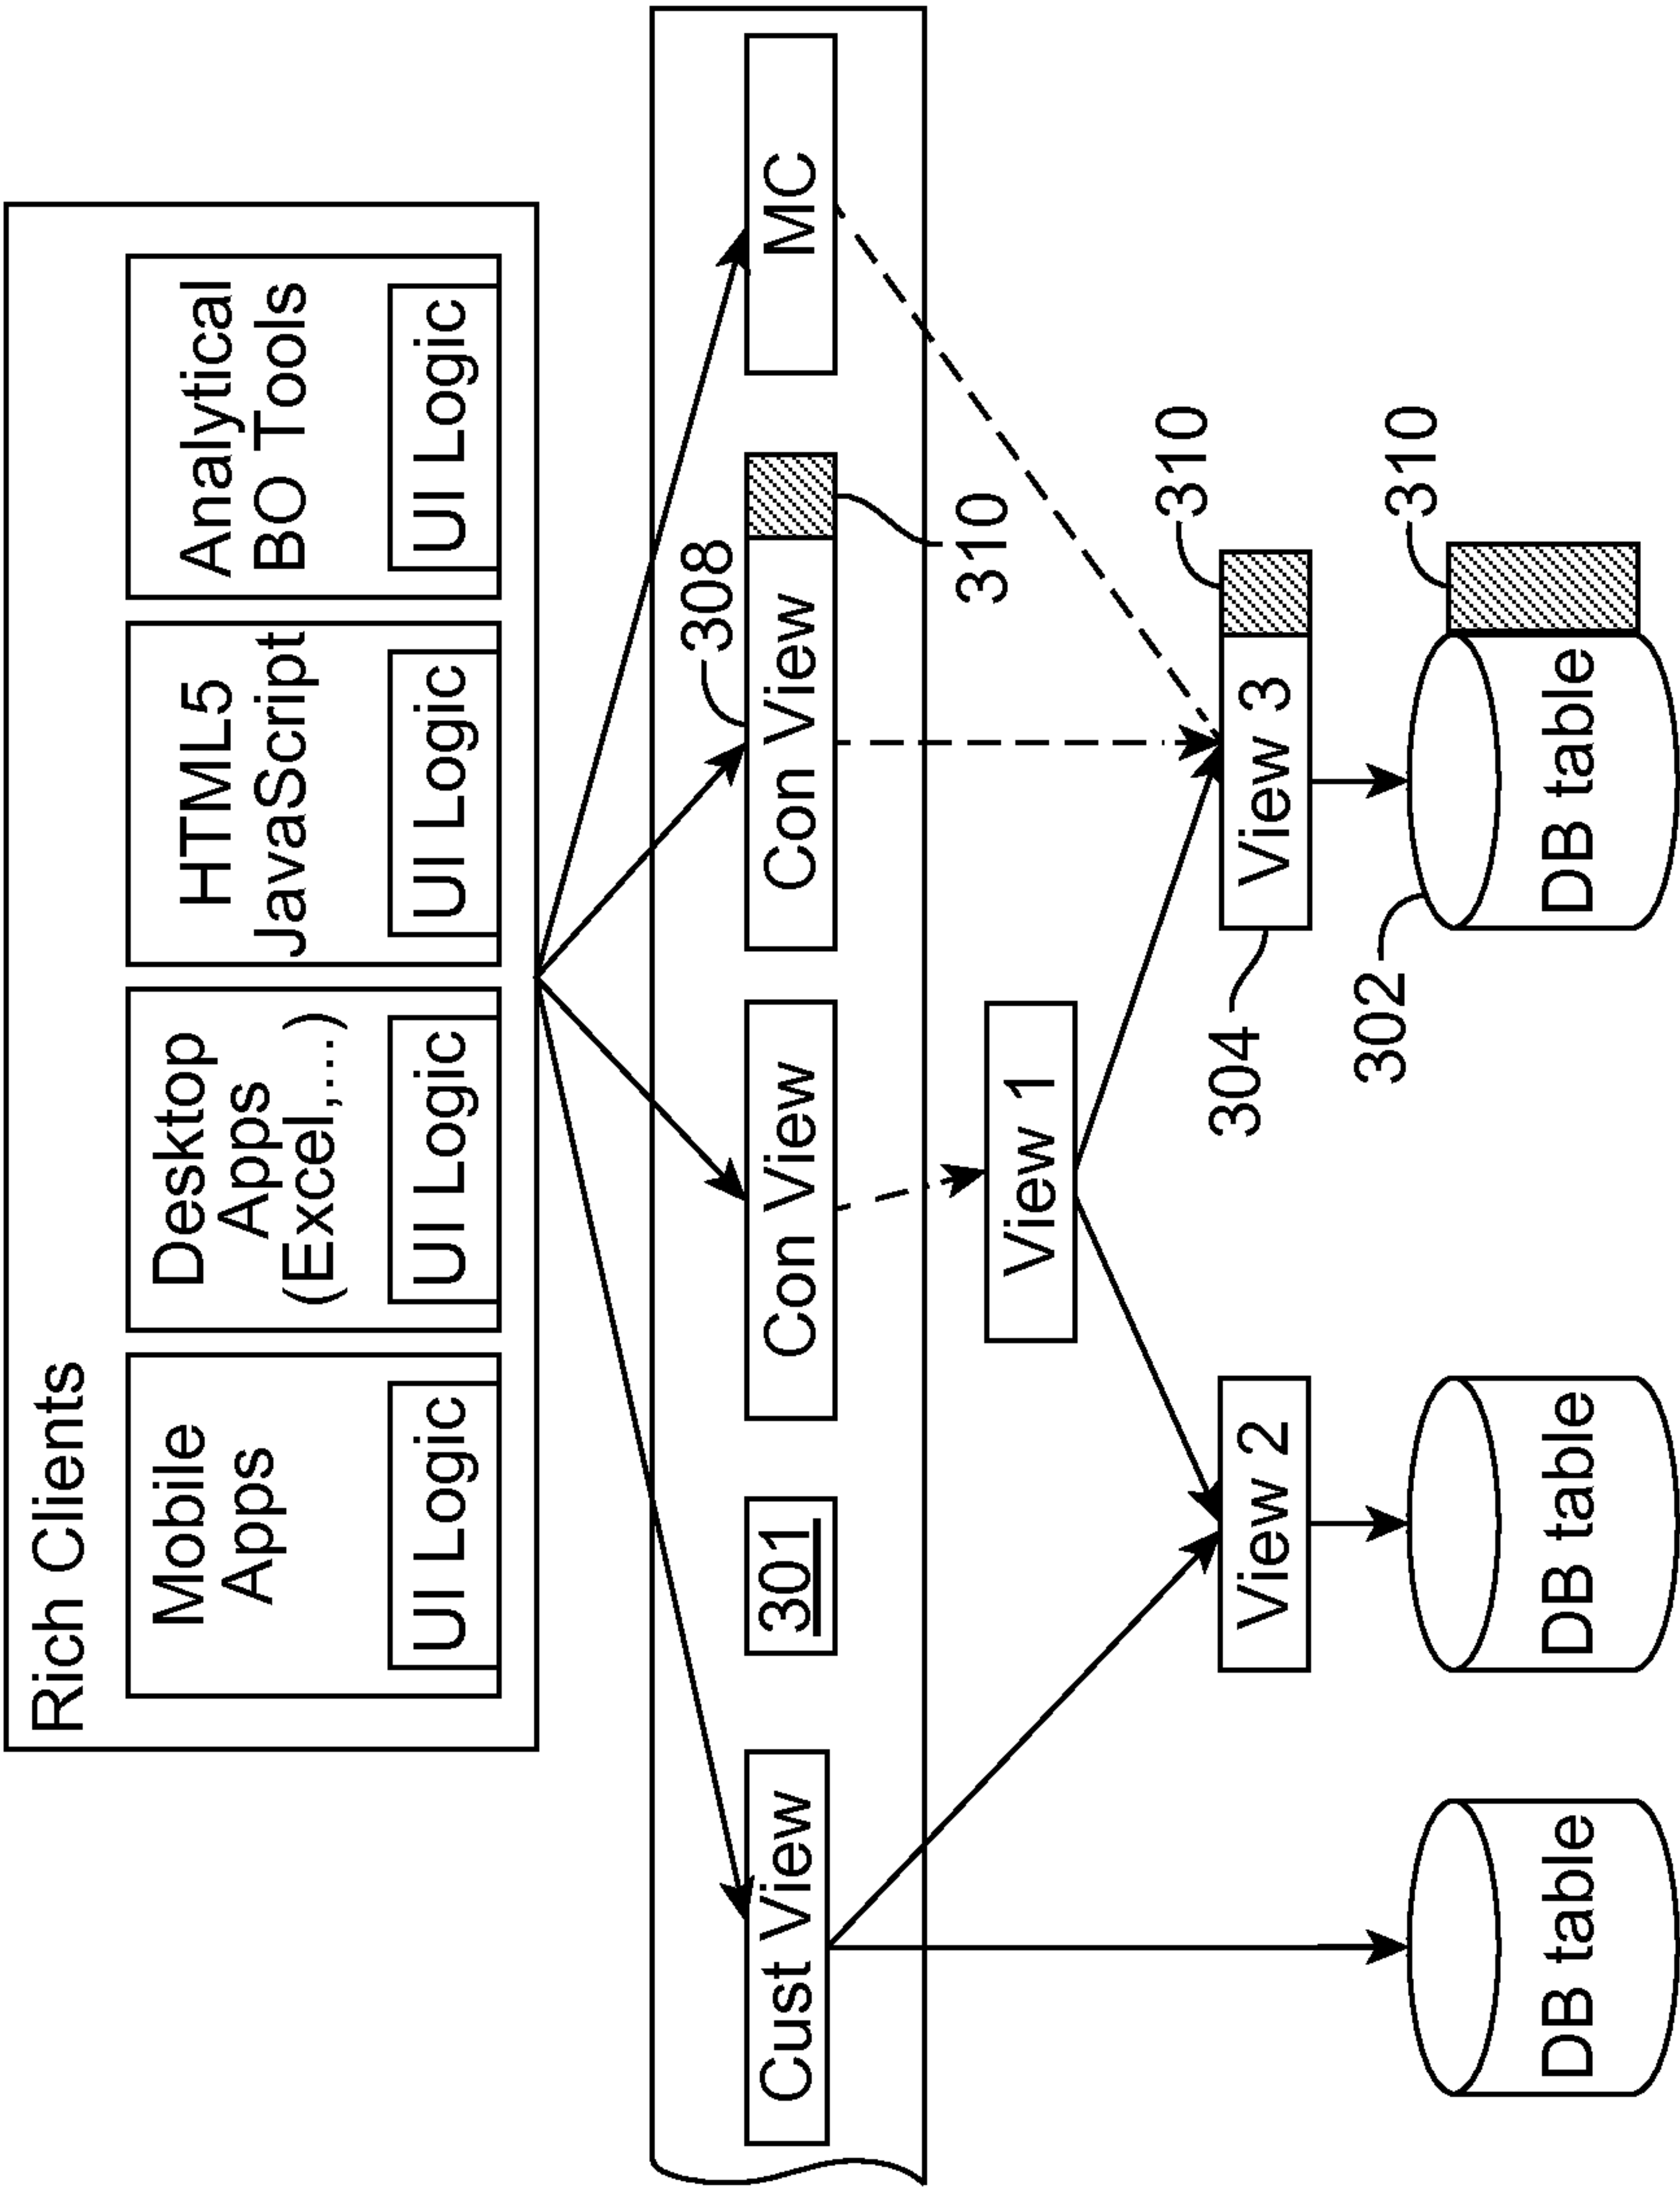 Rich Clients
Mobile
Apps
UI Logic
Desktop
Apps
(Excel,...)
UI Logic
HTML5
JavaScript
UI Logic
Analytical
BO Tools
UI Logic
308
Cust View
301
Con View
Con View
MC
310
View 1
310
View 2
View 3
304
302
310
DB table
DB table
DB table